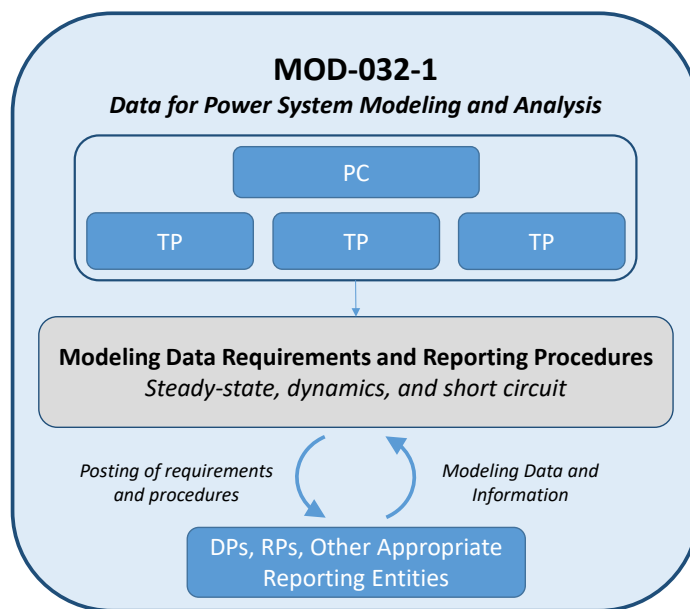 MOD-032-1
Data for Power System Modeling and Analysis
PC
TP TP TP
Modeling Data Requirements and Reporting Procedures
Steady-state, dynamics, and short circuit
Posting of requirements
and procedures
Modeling Data and
Information
DPs, RPs, Other Appropriate
Reporting Entities